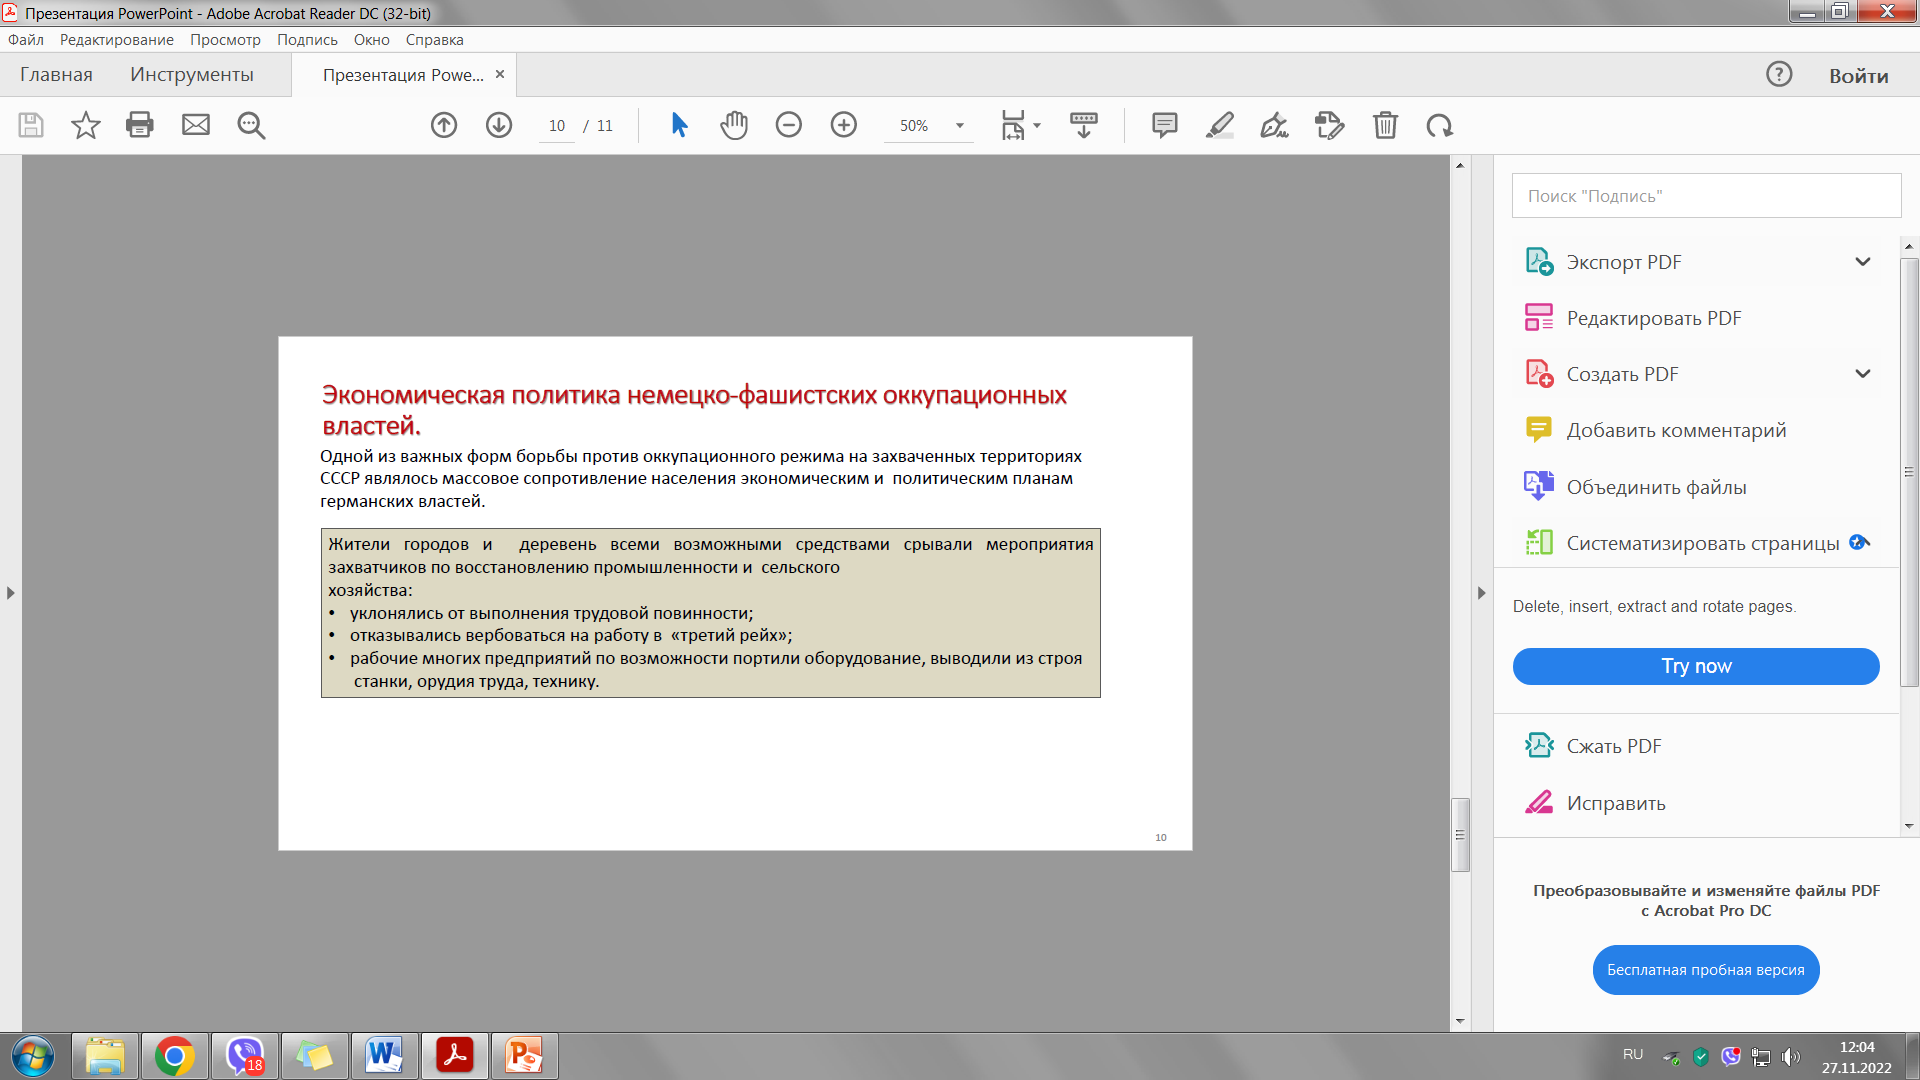 Презентация PowerPoint - Adobe Acrobat Reader DC (32-bit)
Файл Редактирование Просмотр Подпись Окно Справка
Главная Инструменты Презентация Powe... Войти
10 / 11 50%
Поиск "Подпись"
Экспорт PDF
Редактировать PDF
Создать PDF
Добавить комментарий
Объединить файлы
Систематизировать страницы
Delete, insert, extract and rotate pages.
Try now
Сжать PDF
Исправить
Преобразовывайте и изменяйте файлы PDF
с Acrobat Pro DC
Бесплатная пробная версия
Экономическая политика немецко-фашистских оккупационных
властей.
Одной из важных форм борьбы против оккупационного режима на захваченных территориях
СССР являлось массовое сопротивление населения экономическим и политическим планам
германских властей.
Жители городов и деревень всеми возможными средствами срывали мероприятия
захватчиков по восстановлению промышленности и сельского
хозяйства:
• уклонялись от выполнения трудовой повинности;
• отказывались вербоваться на работу в «третий рейх»;
• рабочие многих предприятий по возможности портили оборудование, выводили из строя
станки, орудия труда, технику.
10
18
RU
12:04
27.11.2022